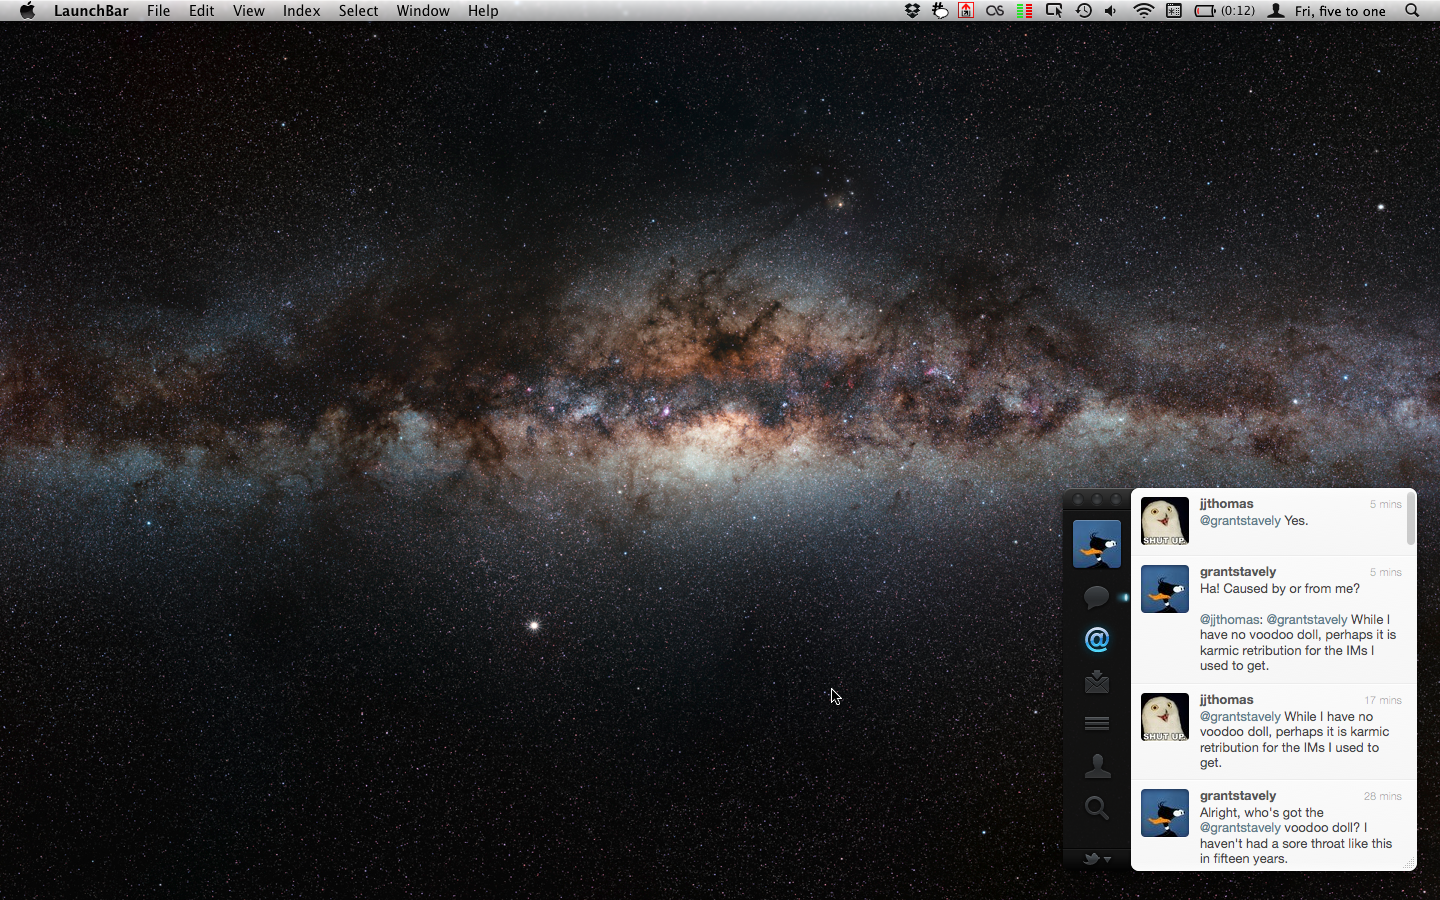 LaunchBar File Edit View Index Select Window Help (0:12) Fri, five to one
jjthomas 5 mins
@grantstavely Yes.
SHUT UP
grantstavely 5 mins
Ha! Caused by or from me?
@jjthomas: @grantstavely While I
have no voodoo doll, perhaps it is
karmic retribution for the IMs I
used to get.
jjthomas 17 mins
@grantstavely While I have no
voodoo doll, perhaps it is karmic
retribution for the IMs I used to
get.
SHUT UP
grantstavely 28 mins
Alright, who's got the
@grantstavely voodoo doll? I
haven't had a sore throat like this
in fifteen years.